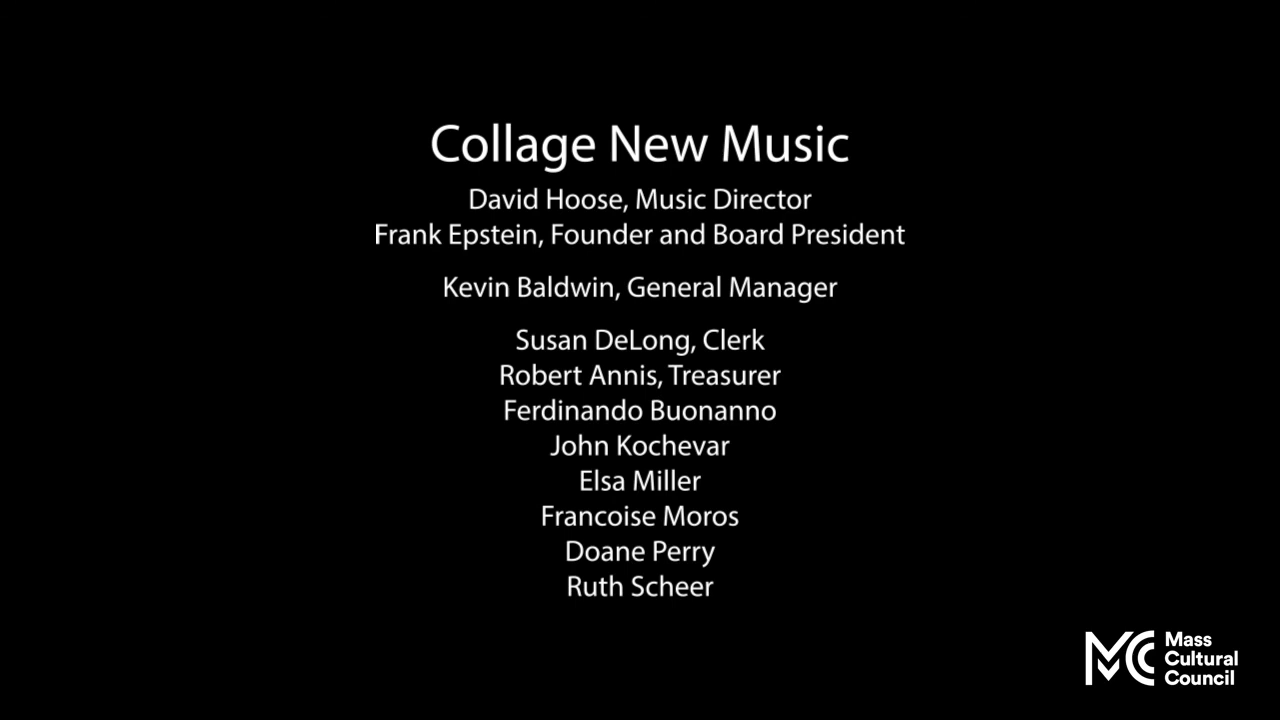 Collage New Music
David Hoose, Music Director
Frank Epstein, Founder and Board President
Kevin Baldwin, General Manager
Susan DeLong, Clerk
Robert Annis, Treasurer
Ferdinando Buonanno
John Kochevar
Elsa Miller
Francoise Moros
Doane Perry
Ruth Scheer
MCC
Mass
Cultural
Council